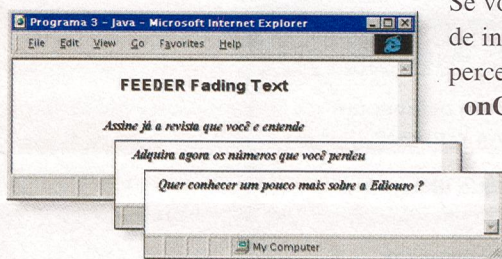 Se vo
de in
perce
onC
Programa 3 - Java - Microsoft Internet Explorer
File Edit View Go Favorites Help
FEEDER Fading Text
Assine já a revista que você e entende
Adquira agora os números que você perdeu
Quer conhecer um pouco mais sobre a Ediouro ?
My Computer